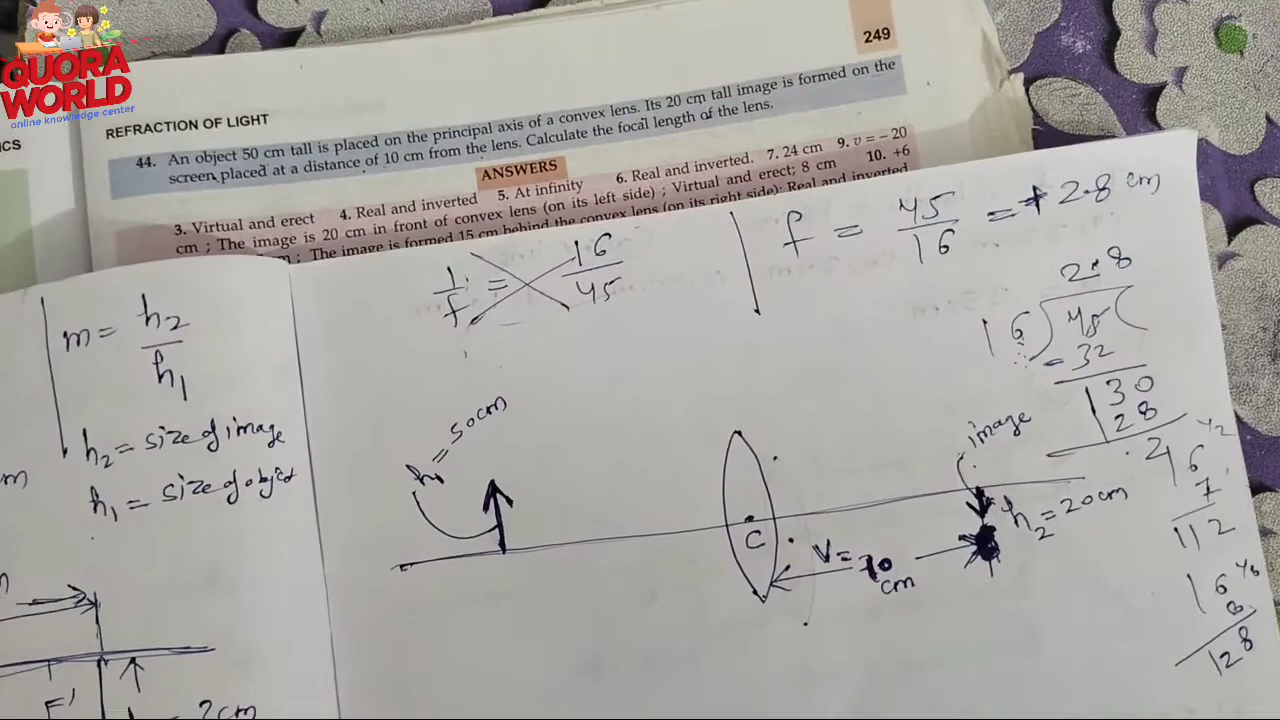 QUORA
WORLD
online knowledge center
249
REFRACTION OF LIGHT
ICS
44. An object 50 cm tall is placed on the principal axis of a convex lens. Its 20 cm tall image is formed on the
screen placed at a distance of 10 cm from the lens. Calculate the focal length of the lens.
ANSWERS
3. Virtual and erect 4. Real and inverted 5. At infinity 6. Real and inverted. 7. 24 cm 9. v = – 20
cm ; The image is 20 cm in front of convex lens (on its left side) ; Virtual and erect; 8 cm 10. +6
; The image is formed 15 cm behind the convex lens (on its right side); Real and inverted
1/f = 16/45
f = 45/16 = + 2.8 cm
2.8
16 ) 45 (
- 32
130
128
2
m = h2/h1
h2 = size of image
h1 = size of object
m
h = 50cm
image
h2 = 20cm
C
V = 10
cm
16
7
112
16
8
128
F'
= 2cm